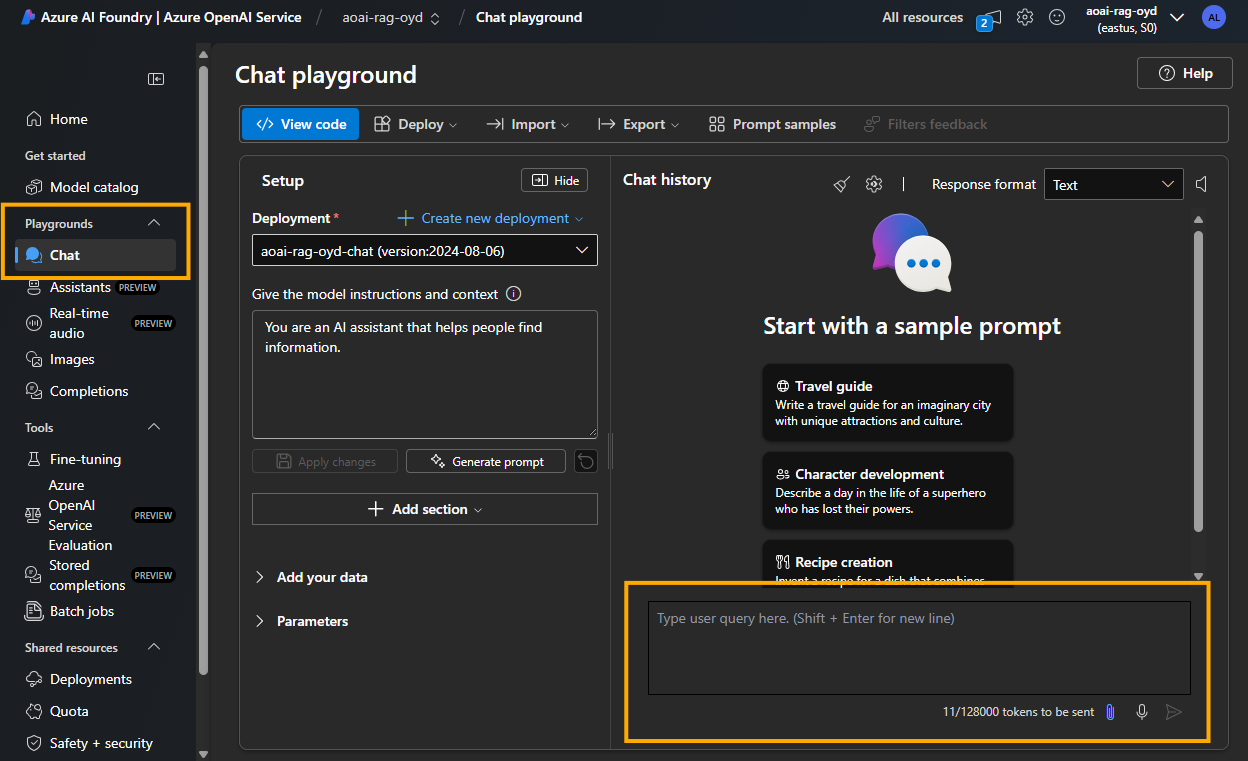 Azure AI Foundry | Azure OpenAI Service / aoai-rag-oyd / Chat playground
All resources
2
aoai-rag-oyd
(eastus, S0)
AL
Home
Get started
Model catalog
Playgrounds
Chat
Assistants PREVIEW
Real-time
audio
PREVIEW
Images
Completions
Tools
Fine-tuning
Azure
OpenAI
Service
Evaluation
PREVIEW
Stored
completions
PREVIEW
Batch jobs
Shared resources
Deployments
Quota
Safety + security
Chat playground
Help
</> View code
Deploy
Import
Export
Prompt samples
Filters feedback
Setup
Hide
Deployment *
Create new deployment
aoai-rag-oyd-chat (version:2024-08-06)
Give the model instructions and context
You are an AI assistant that helps people find
information.
Apply changes
Generate prompt
Add section
Add your data
Parameters
Chat history
Response format
Text
Start with a sample prompt
Travel guide
Write a travel guide for an imaginary city
with unique attractions and culture.
Character development
Describe a day in the life of a superhero
who has lost their powers.
Recipe creation
Invent a recipe for a dish that combines
Type user query here. (Shift + Enter for new line)
11/128000 tokens to be sent